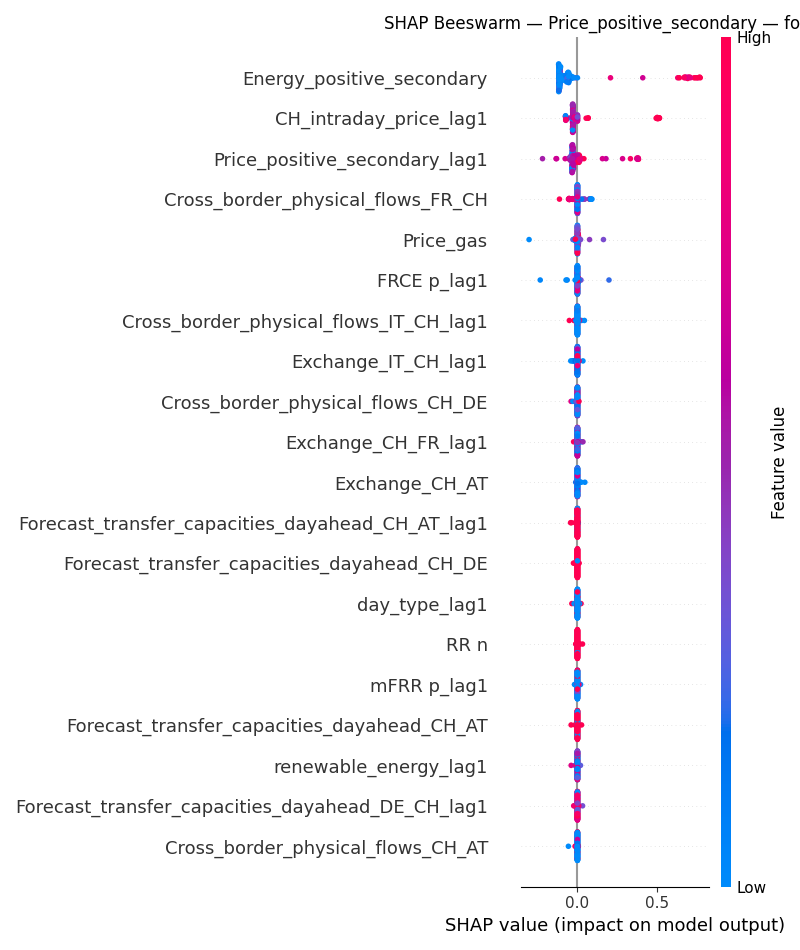 SHAP Beeswarm — Price_positive_secondary — fo
High
Energy_positive_secondary
CH_intraday_price_lag1
Price_positive_secondary_lag1
Cross_border_physical_flows_FR_CH
Price_gas
FRCE p_lag1
Cross_border_physical_flows_IT_CH_lag1
Exchange_IT_CH_lag1
Cross_border_physical_flows_CH_DE
Exchange_CH_FR_lag1
Exchange_CH_AT
Forecast_transfer_capacities_dayahead_CH_AT_lag1
Forecast_transfer_capacities_dayahead_CH_DE
day_type_lag1
RR n
mFRR p_lag1
Forecast_transfer_capacities_dayahead_CH_AT
renewable_energy_lag1
Forecast_transfer_capacities_dayahead_DE_CH_lag1
Cross_border_physical_flows_CH_AT
Feature value
Low
0.0 0.5
SHAP value (impact on model output)